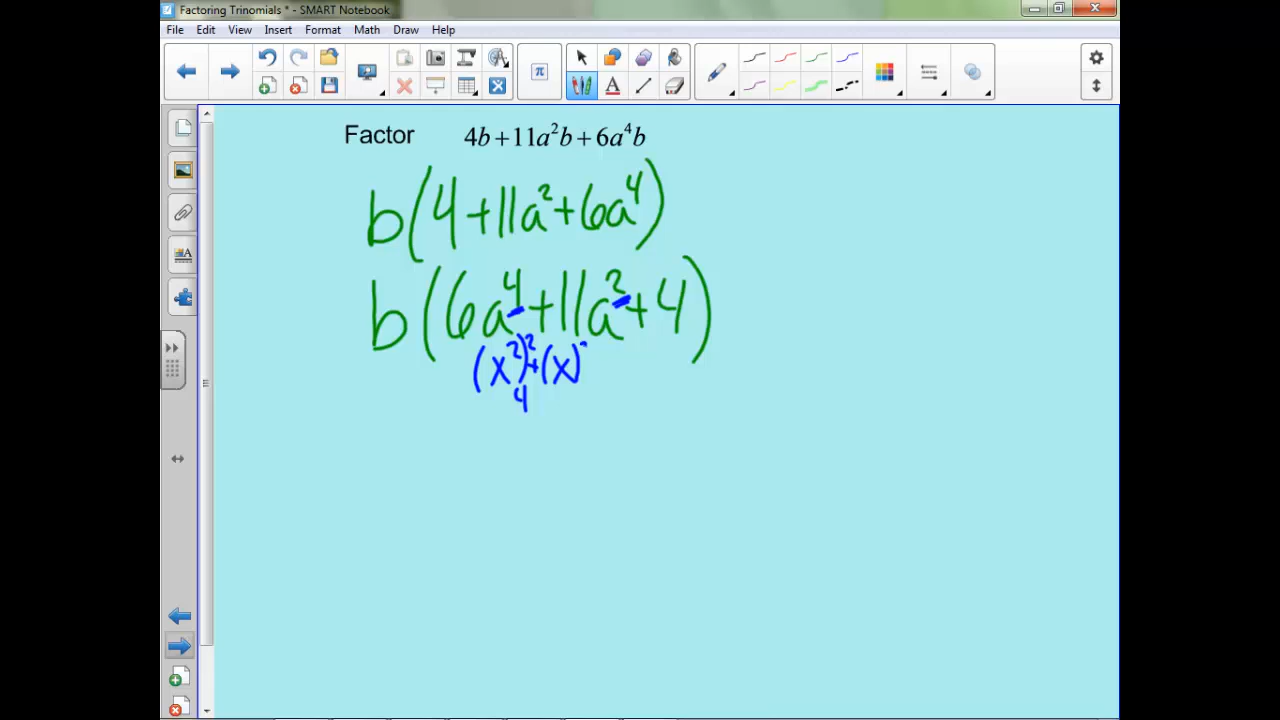 Factoring Trinomials * - SMART Notebook
File Edit View Insert Format Math Draw Help
π A
Factor 4b + 11a²b + 6a⁴b
b(4 + 11a² + 6a⁴)
b(6a⁴ + 11a² + 4)
(x²)² + (x)
4